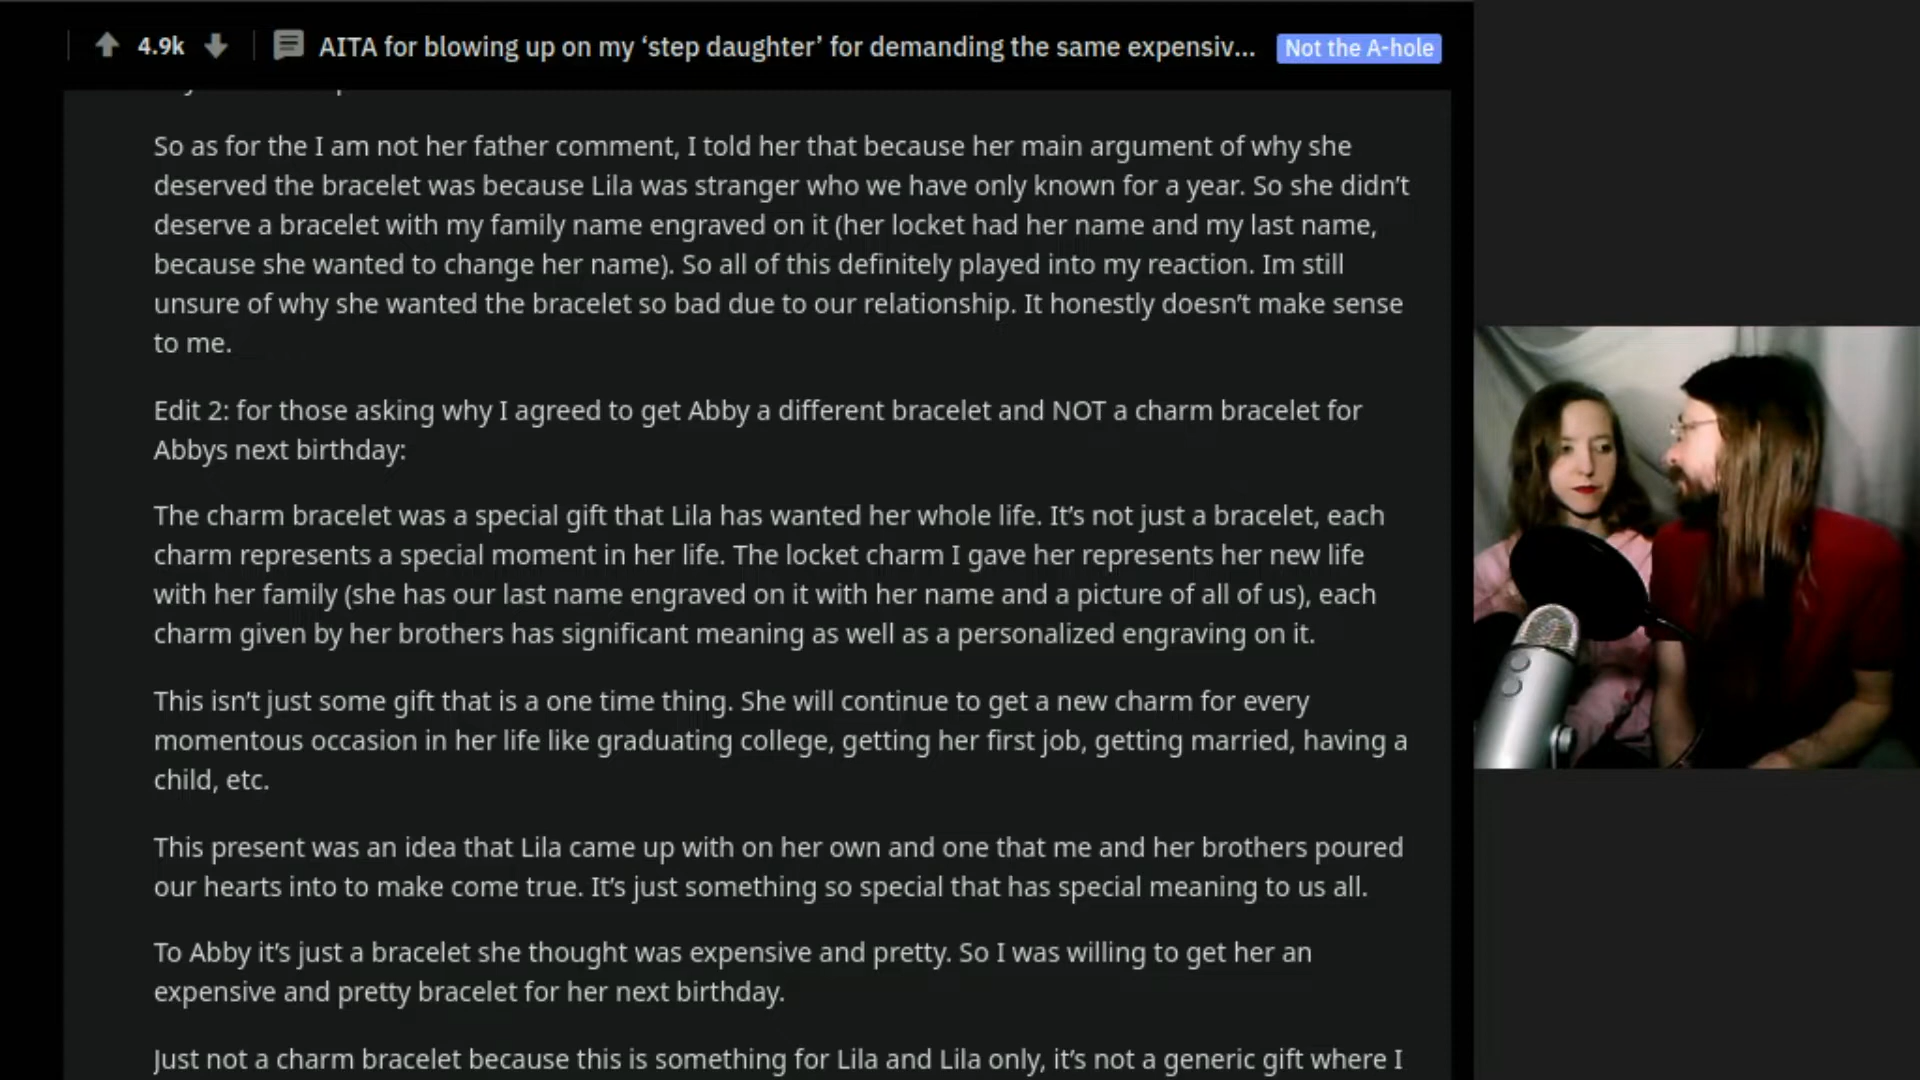 4.9k AITA for blowing up on my ‘step daughter’ for demanding the same expensiv... Not the A-hole
So as for the I am not her father comment, I told her that because her main argument of why she
deserved the bracelet was because Lila was stranger who we have only known for a year. So she didn’t
deserve a bracelet with my family name engraved on it (her locket had her name and my last name,
because she wanted to change her name). So all of this definitely played into my reaction. Im still
unsure of why she wanted the bracelet so bad due to our relationship. It honestly doesn’t make sense
to me.
Edit 2: for those asking why I agreed to get Abby a different bracelet and NOT a charm bracelet for
Abbys next birthday:
The charm bracelet was a special gift that Lila has wanted her whole life. It’s not just a bracelet, each
charm represents a special moment in her life. The locket charm I gave her represents her new life
with her family (she has our last name engraved on it with her name and a picture of all of us), each
charm given by her brothers has significant meaning as well as a personalized engraving on it.
This isn’t just some gift that is a one time thing. She will continue to get a new charm for every
momentous occasion in her life like graduating college, getting her first job, getting married, having a
child, etc.
This present was an idea that Lila came up with on her own and one that me and her brothers poured
our hearts into to make come true. It’s just something so special that has special meaning to us all.
To Abby it’s just a bracelet she thought was expensive and pretty. So I was willing to get her an
expensive and pretty bracelet for her next birthday.
Just not a charm bracelet because this is something for Lila and Lila only, it’s not a generic gift where I